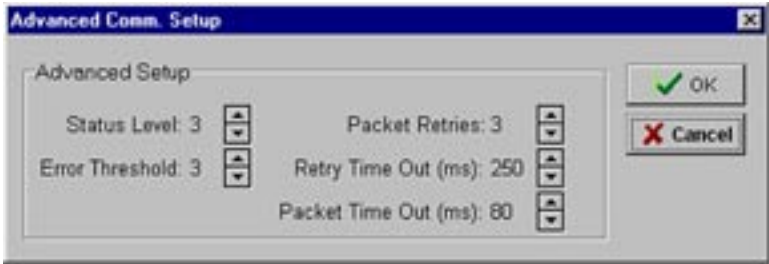 Advanced Comm. Setup
Advanced Setup
Status Level: 3
Packet Retries: 3
Error Threshold: 3
Retry Time Out (ms): 250
Packet Time Out (ms): 80
OK
Cancel